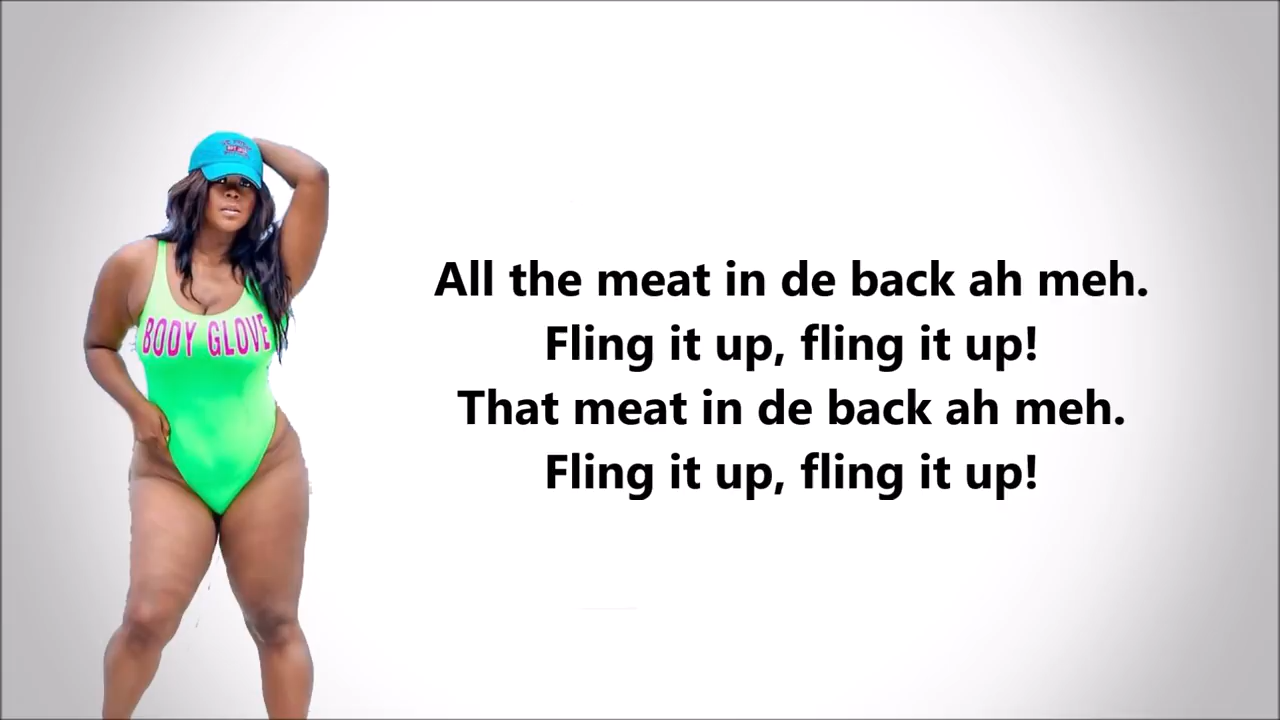 BODY GLOVE
All the meat in de back ah meh.
Fling it up, fling it up!
That meat in de back ah meh.
Fling it up, fling it up!